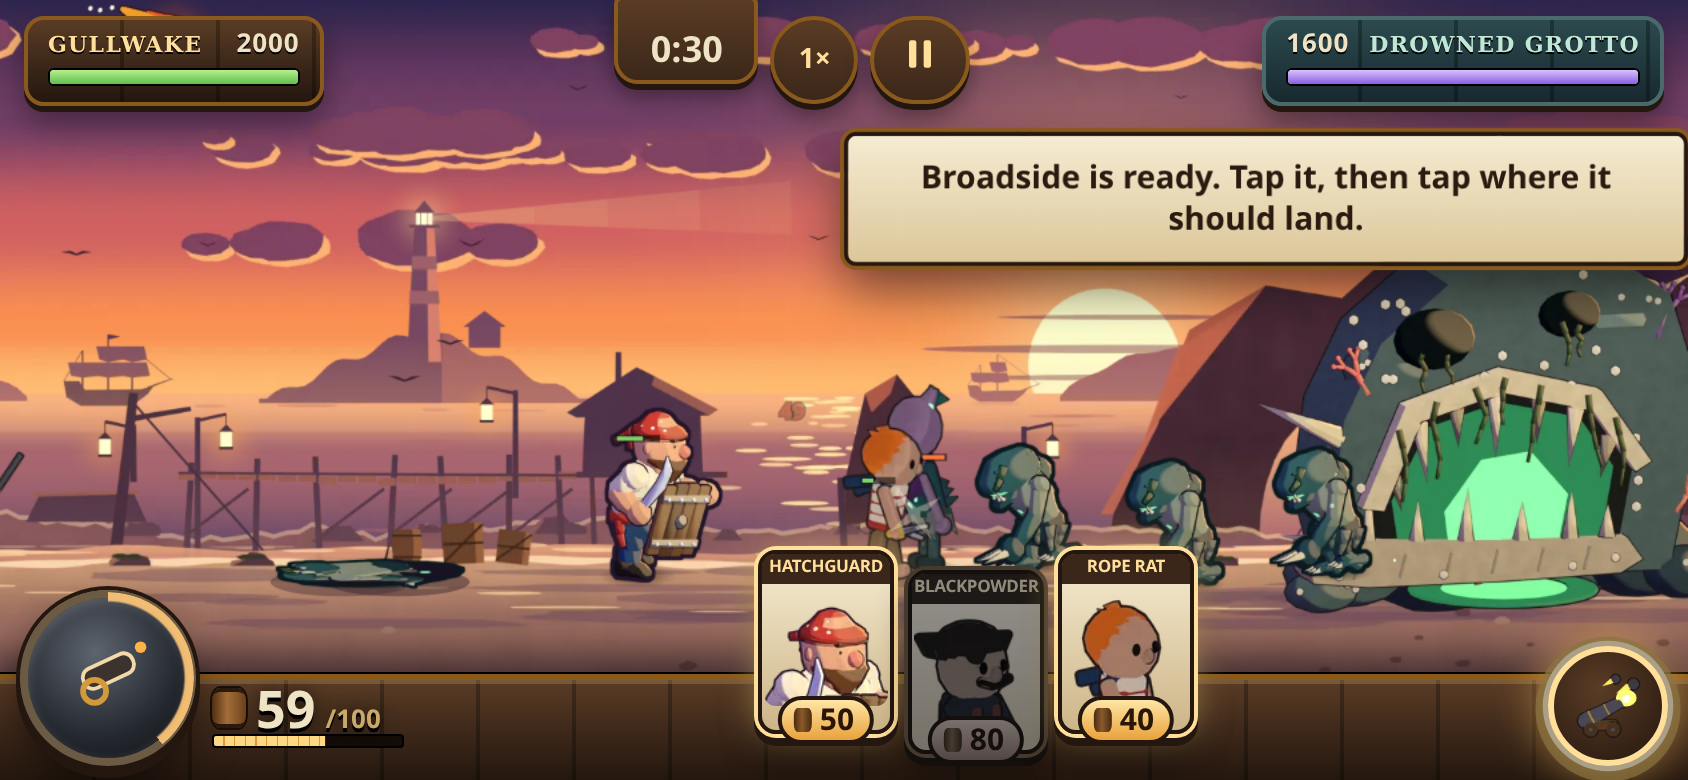 GULLWAKE 2000
0:30
1×
1600 DROWNED GROTTO
Broadside is ready. Tap it, then tap where it
should land.
HATCHGUARD
50
BLACKPOWDER
80
ROPE RAT
40
59 /100